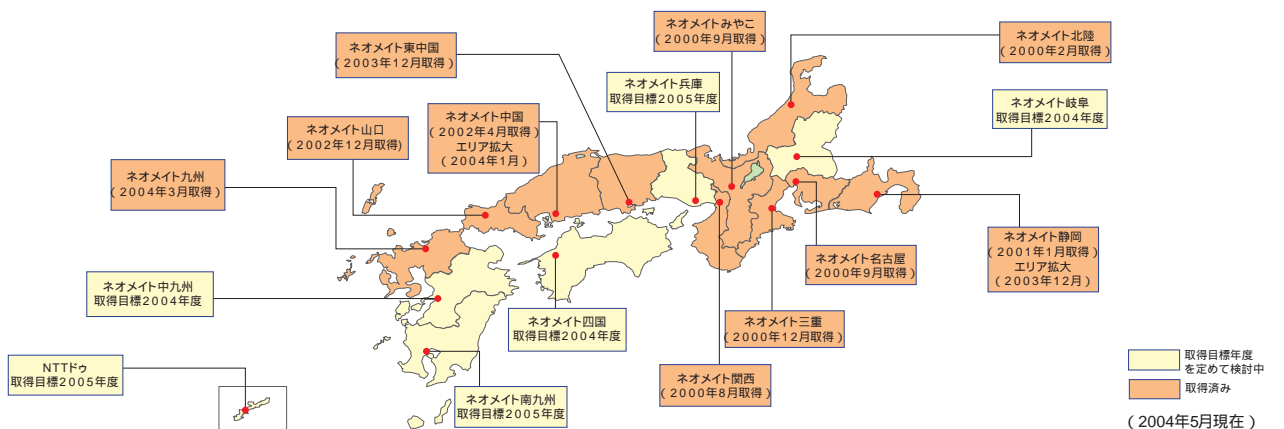 ネオメイトみやこ
(2000年9月取得)
ネオメイト北陸
(2000年2月取得)
ネオメイト東中国
(2003年12月取得)
ネオメイト兵庫
取得目標2005年度
ネオメイト岐阜
取得目標2004年度
ネオメイト中国
(2002年4月取得)
エリア拡大
(2004年1月)
ネオメイト山口
(2002年12月取得)
ネオメイト九州
(2004年3月取得)
ネオメイト名古屋
(2000年9月取得)
ネオメイト静岡
(2001年1月取得)
エリア拡大
(2003年12月)
ネオメイト中九州
取得目標2004年度
ネオメイト四国
取得目標2004年度
ネオメイト三重
(2000年12月取得)
NTTドゥ
取得目標2005年度
ネオメイト南九州
取得目標2005年度
ネオメイト関西
(2000年8月取得)
取得目標年度
を定めて検討中
取得済み
(2004年5月現在)